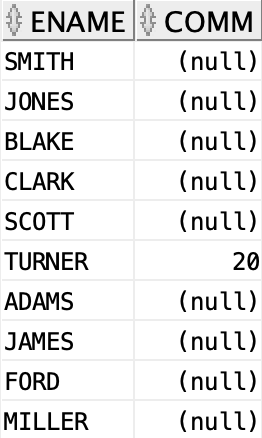 ENAME COMM
SMITH (null)
JONES (null)
BLAKE (null)
CLARK (null)
SCOTT (null)
TURNER 20
ADAMS (null)
JAMES (null)
FORD (null)
MILLER (null)